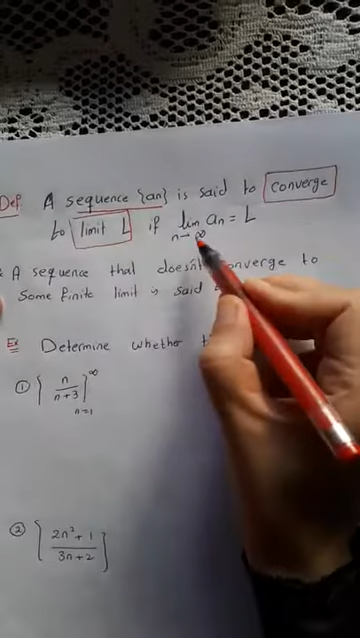 Def. A sequence {an} is said to converge
to limit L if lim n→∞ an = L
A sequence that doesn't converge to
Some finite limit is said
Ex Determine whether
① { n/n+3 }∞ n=1
② { 2n²+1/3n+2 }